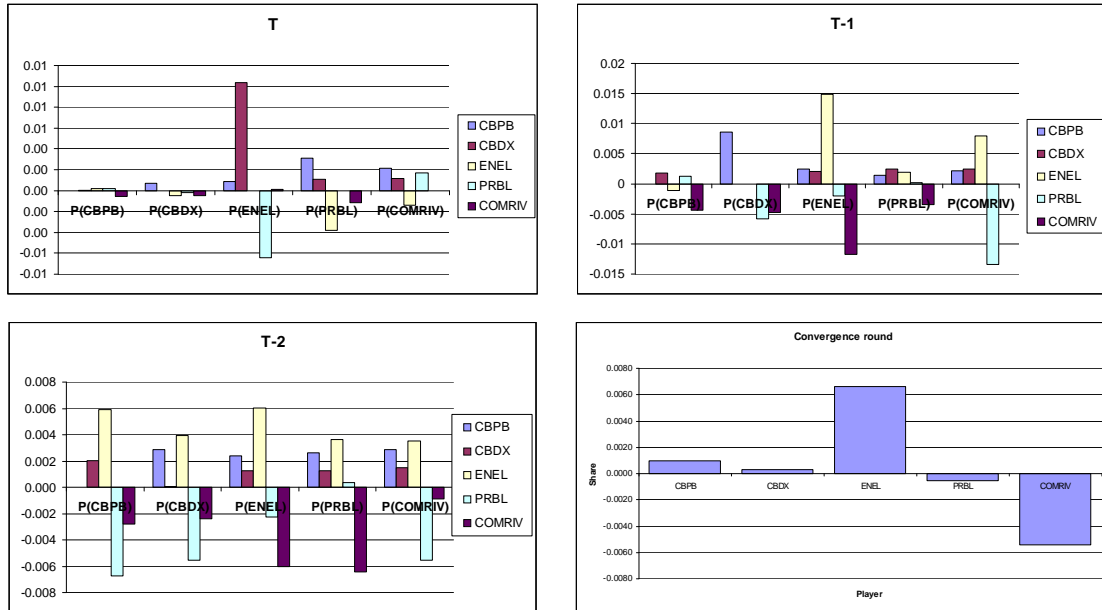 T
0.01
0.01
0.01
0.01
0.00
0.00
0.00
0.00
0.00
-0.01
-0.01
P(CBPB) P(CBDX) P(ENEL) P(PRBL) P(COMRIV)
CBPB
CBDX
ENEL
PRBL
COMRIV
T-1
0.02
0.015
0.01
0.005
0
-0.005
-0.01
-0.015
P(CBPB) P(CBDX) P(ENEL) P(PRBL) P(COMRIV)
CBPB
CBDX
ENEL
PRBL
COMRIV
T-2
0.008
0.006
0.004
0.002
0.000
-0.002
-0.004
-0.006
-0.008
P(CBPB) P(CBDX) P(ENEL) P(PRBL) P(COMRIV)
CBPB
CBDX
ENEL
PRBL
COMRIV
Convergence round
0.0080
0.0060
0.0040
0.0020
0.0000
-0.0020
-0.0040
-0.0060
-0.0080
Share
CBPB CBDX ENEL PRBL COMRIV
Player